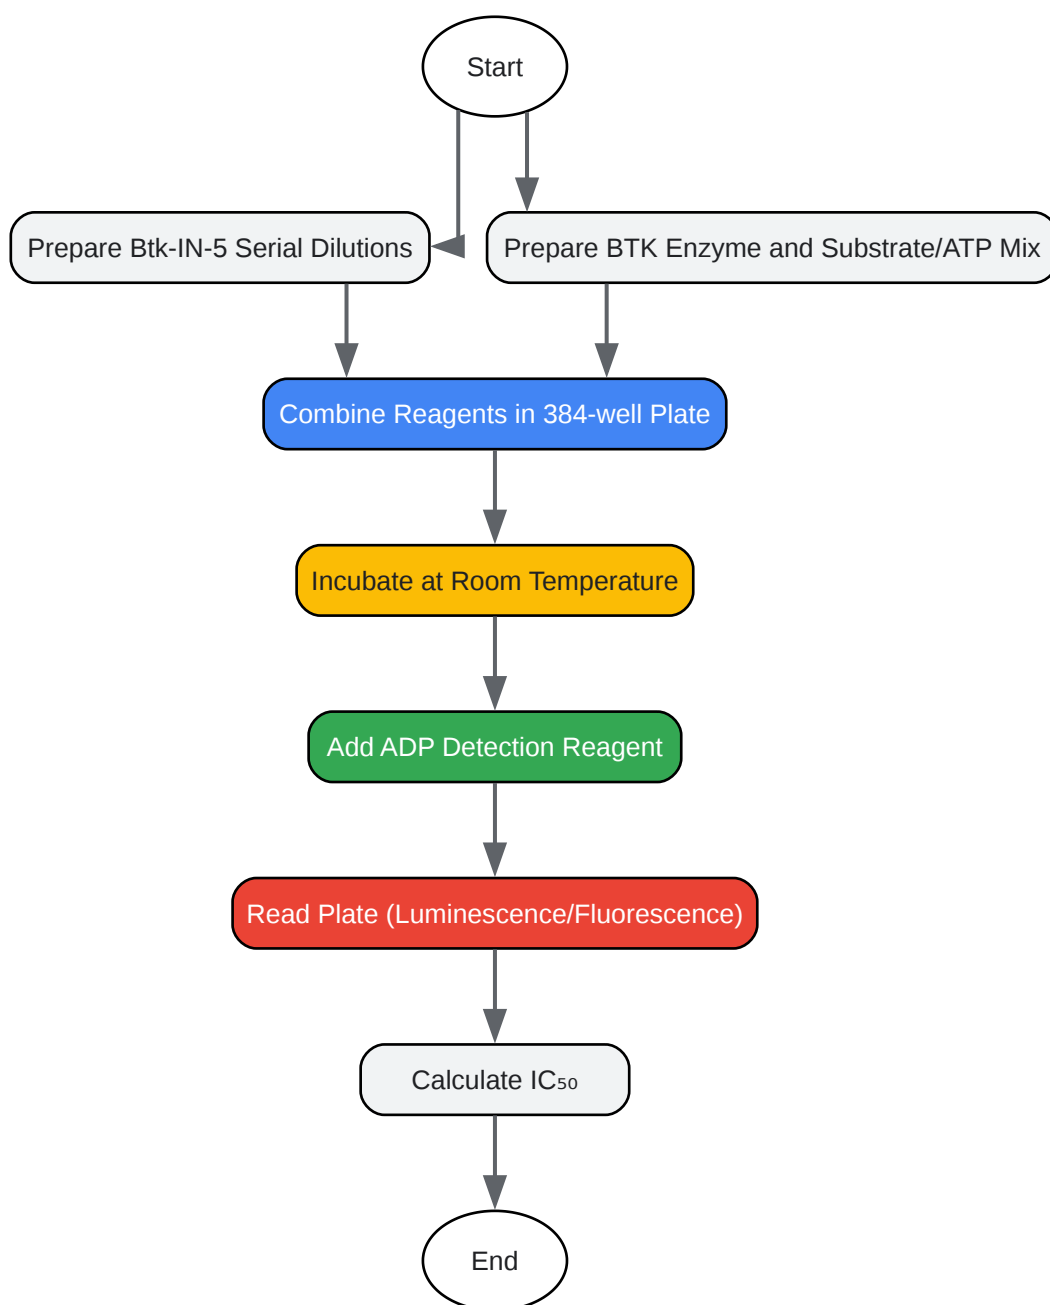 Start
Prepare Btk-IN-5 Serial Dilutions
Prepare BTK Enzyme and Substrate/ATP Mix
Combine Reagents in 384-well Plate
Incubate at Room Temperature
Add ADP Detection Reagent
Read Plate (Luminescence/Fluorescence)
Calculate IC₅₀
End